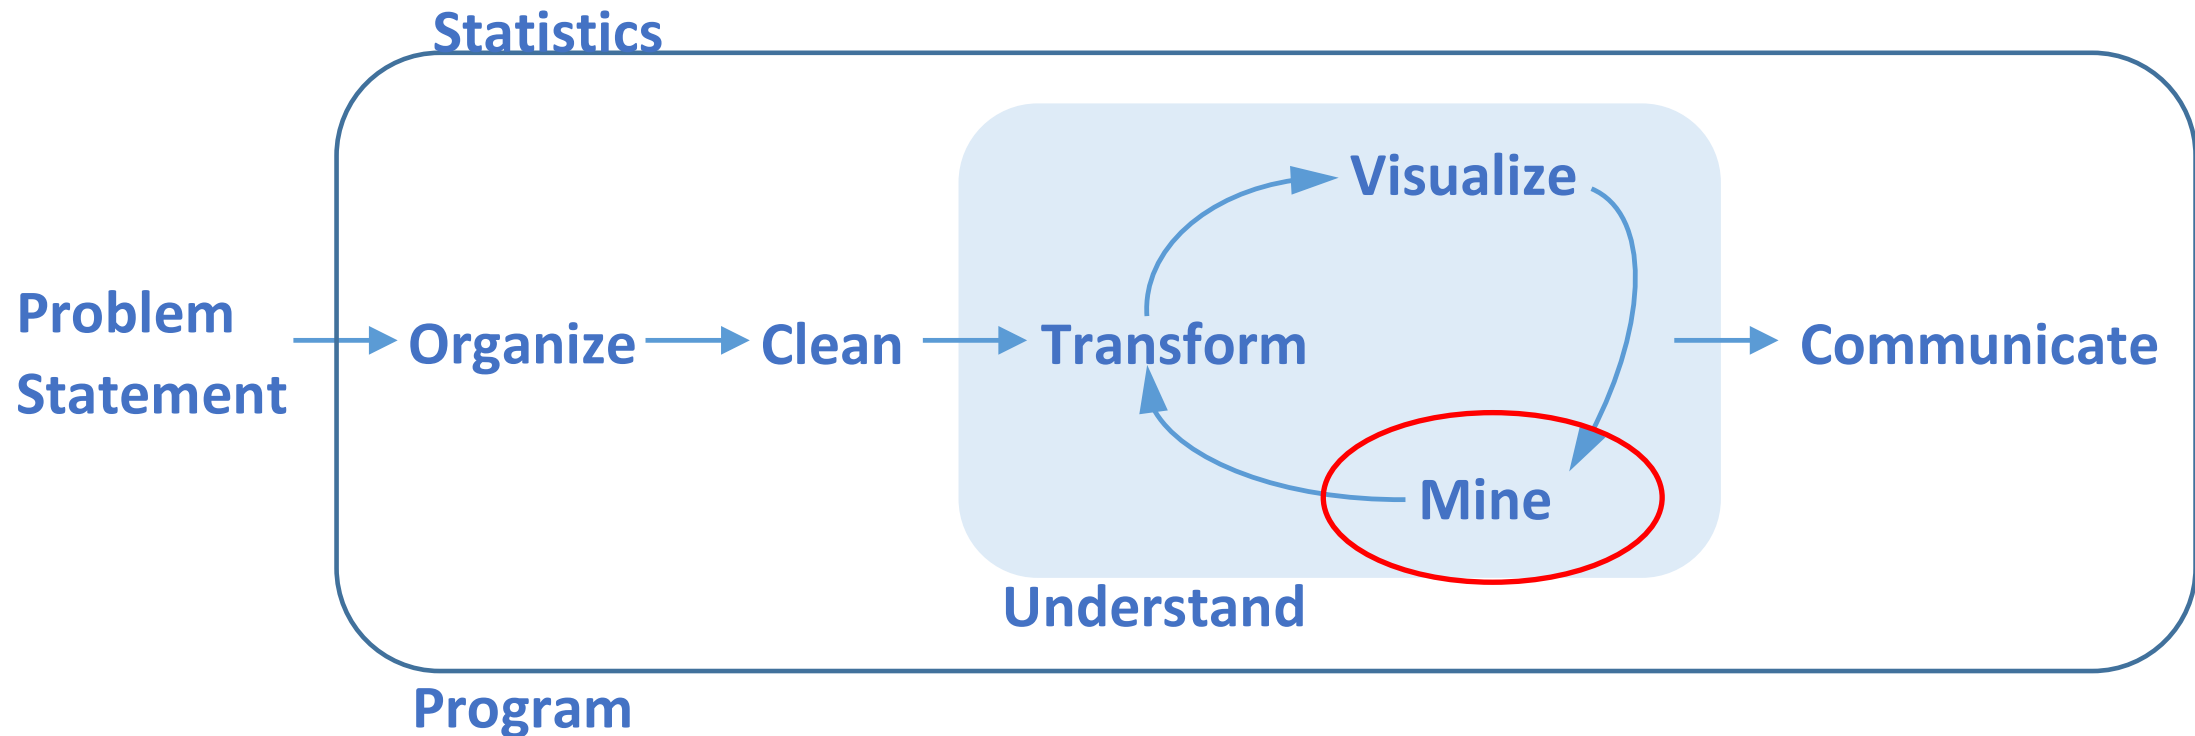 Statistics
Visualize
Problem
Statement
Organize
Clean
Transform
Communicate
Mine
Understand
Program